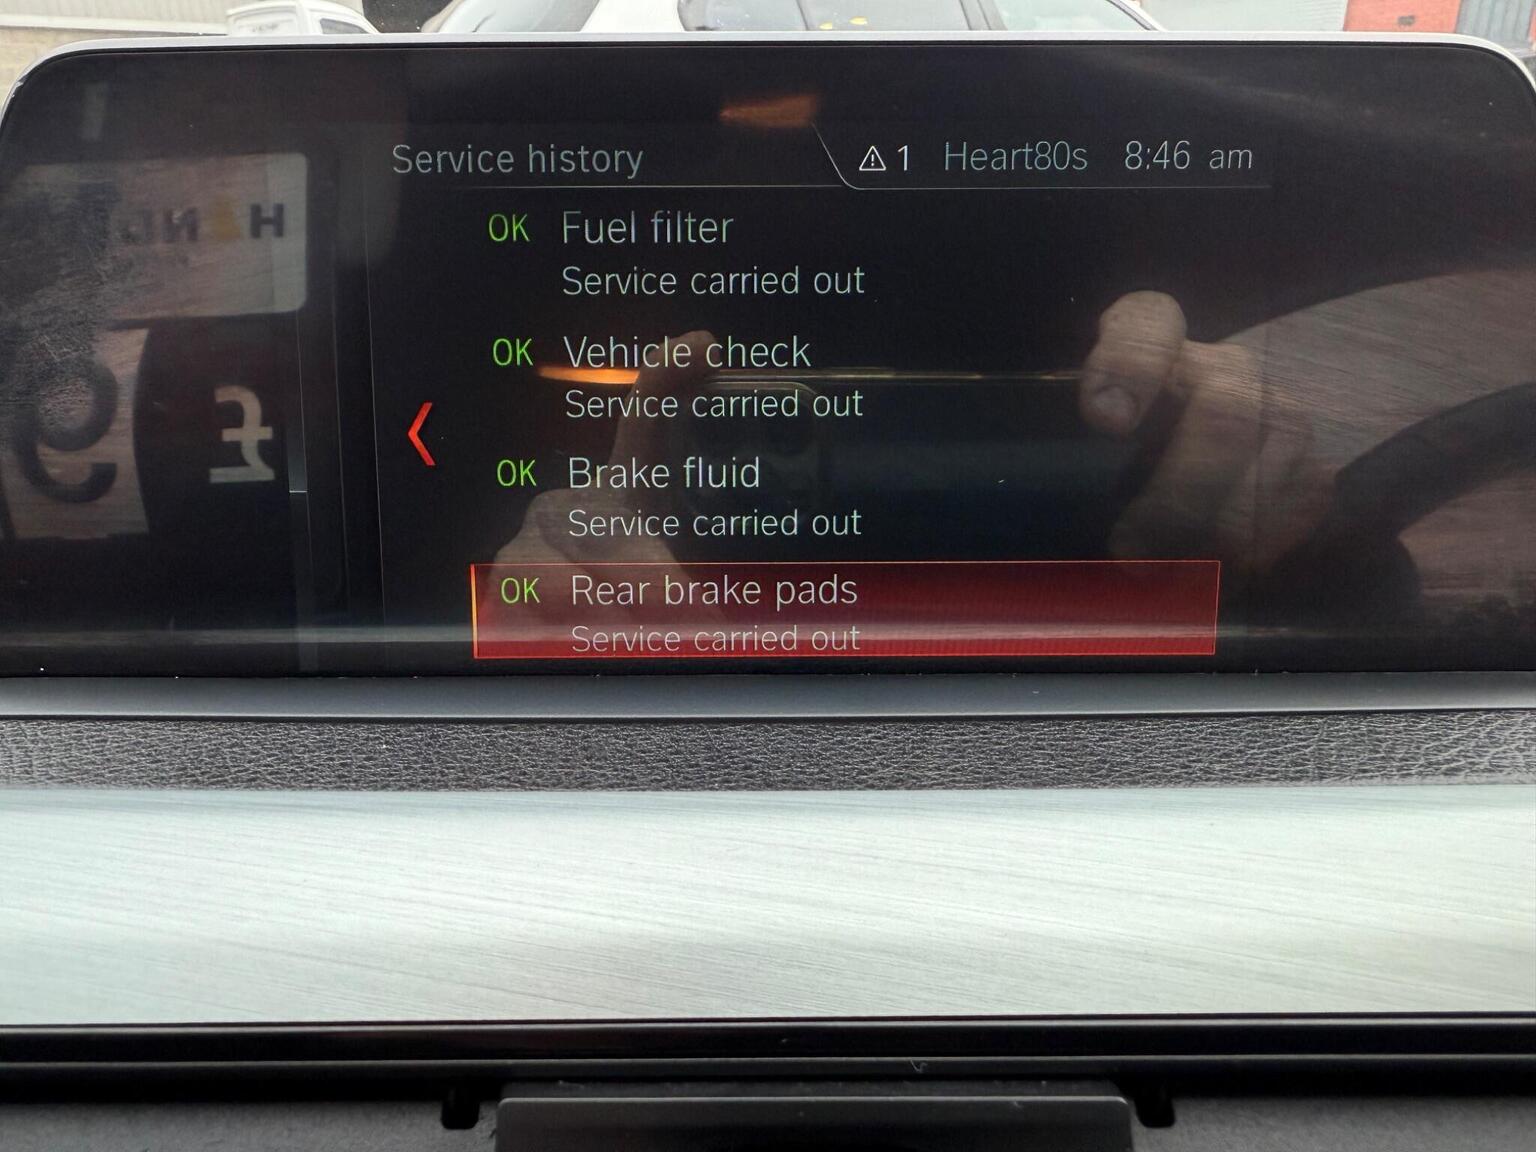 Service history
1 Heart80s 8:46 am
OK Fuel filter
Service carried out
OK Vehicle check
Service carried out
OK Brake fluid
Service carried out
OK Rear brake pads
Service carried out